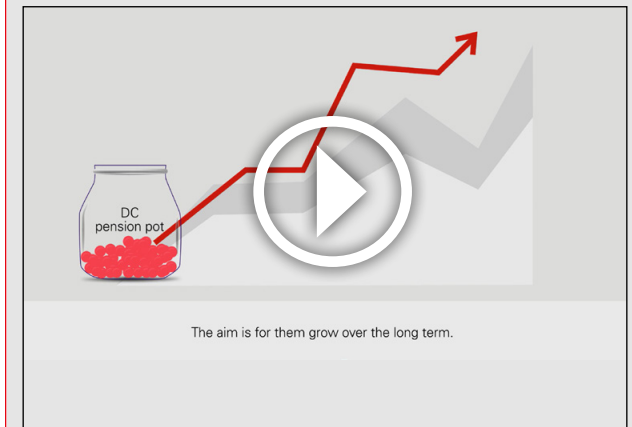 DC
pension pot
The aim is for them grow over the long term.